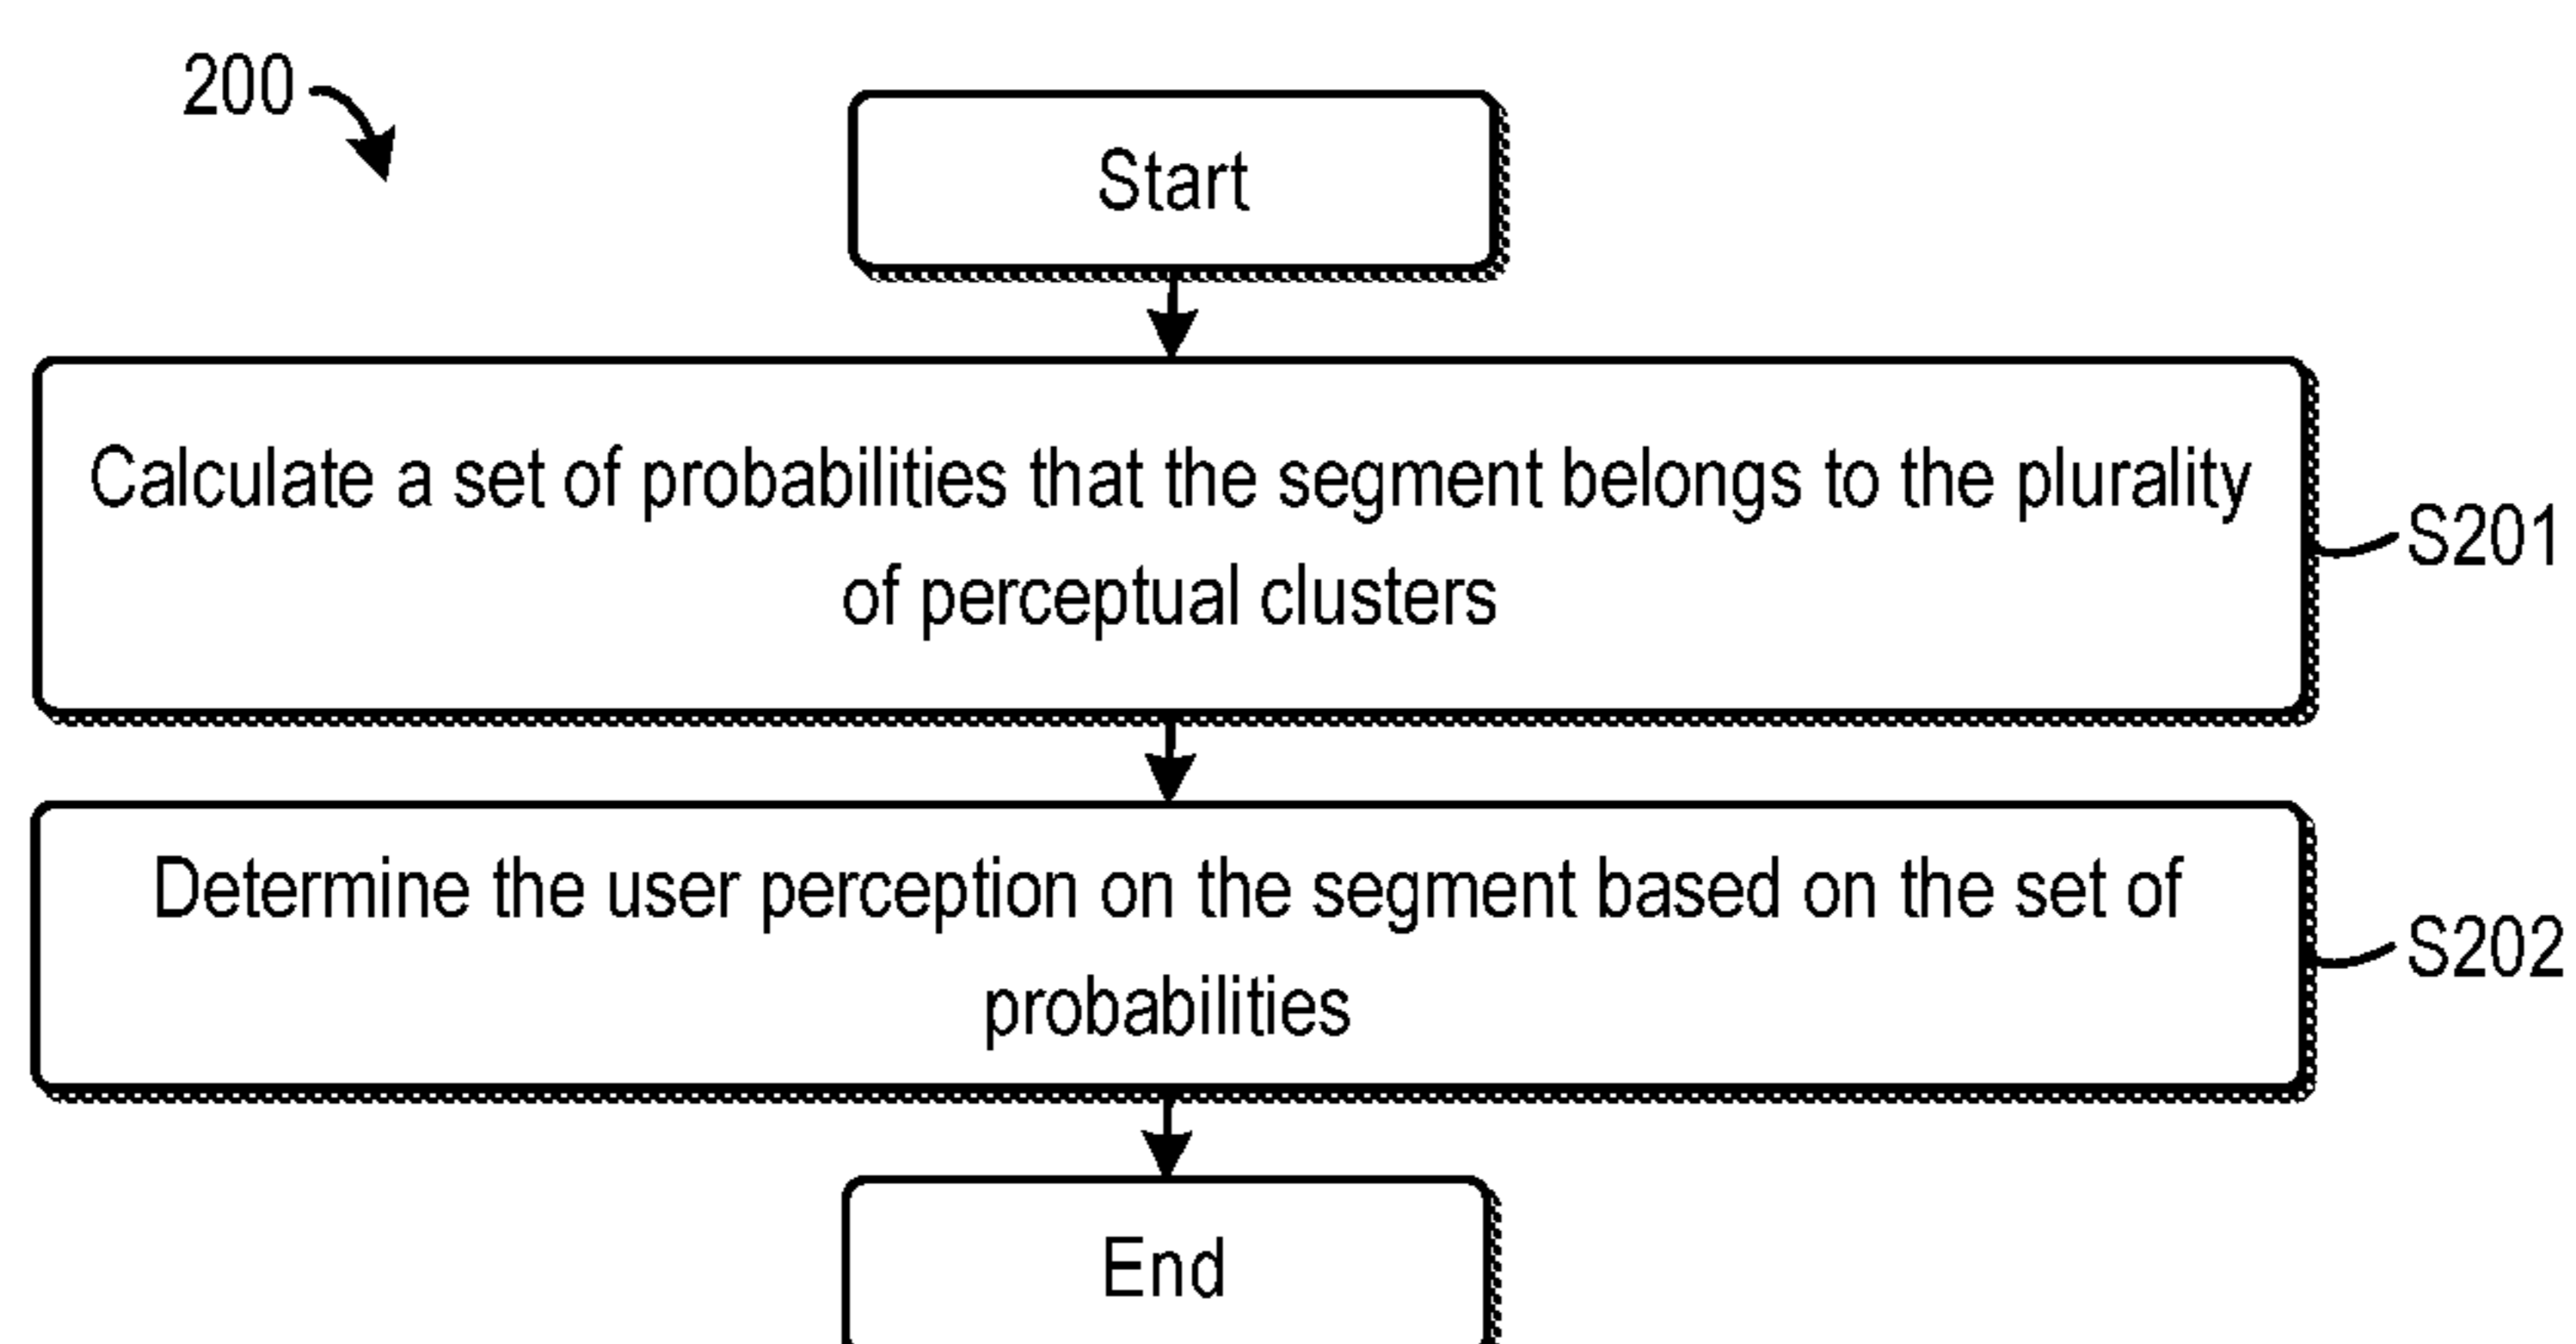 200
Start
Calculate a set of probabilities that the segment belongs to the plurality
of perceptual clusters
S201
Determine the user perception on the segment based on the set of
probabilities
S202
End